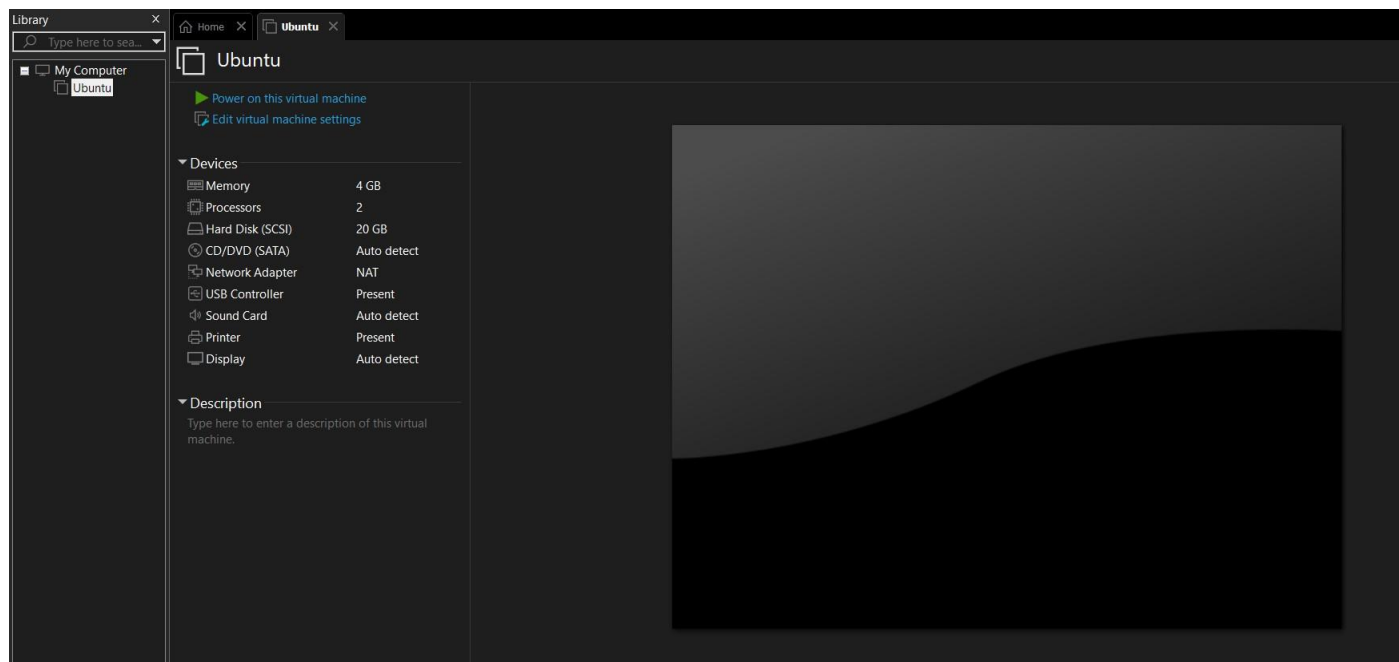 Library X
Type here to sea...
My Computer
Ubuntu
Home
Ubuntu
Ubuntu
Power on this virtual machine
Edit virtual machine settings
Devices
Memory 4 GB
Processors 2
Hard Disk (SCSI) 20 GB
CD/DVD (SATA) Auto detect
Network Adapter NAT
USB Controller Present
Sound Card Auto detect
Printer Present
Display Auto detect
Description
Type here to enter a description of this virtual
machine.